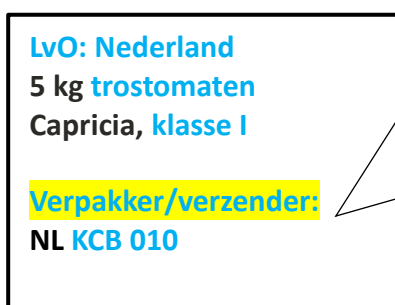 LvO: Nederland
5 kg trostomaten
Capricia, klasse I
Verpakker/verzender:
NL KCB 010